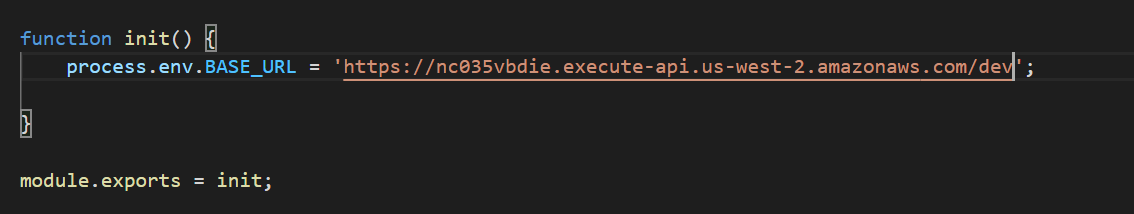 function init() {
process.env.BASE_URL = 'https://nc035vbdie.execute-api.us-west-2.amazonaws.com/dev';
}
module.exports = init;